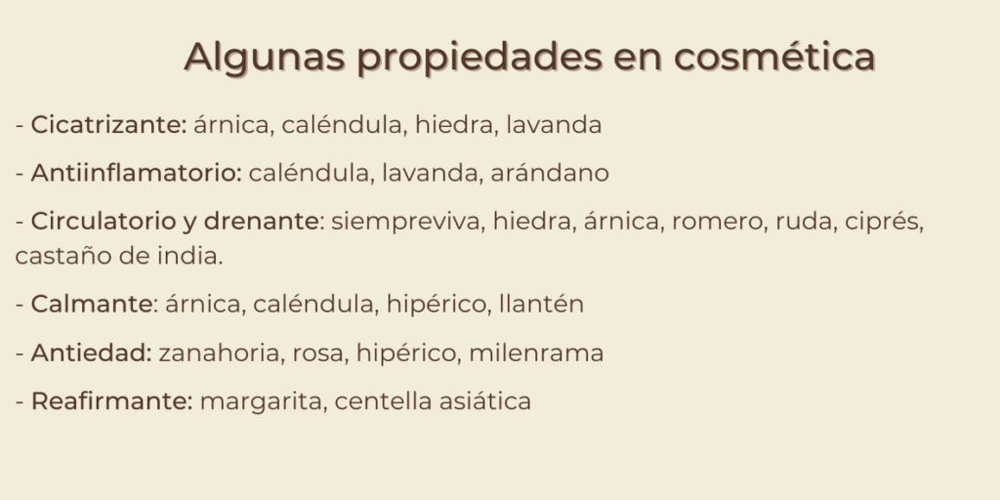 Algunas propiedades en cosmética
- Cicatrizante: árnica, caléndula, hiedra, lavanda
- Antiinflamatorio: caléndula, lavanda, arándano
- Circulatorio y drenante: siempreviva, hiedra, árnica, romero, ruda, ciprés,
castaño de india.
- Calmante: árnica, caléndula, hipérico, llantén
- Antiedad: zanahoria, rosa, hipérico, milenrama
- Reafirmante: margarita, centella asiática